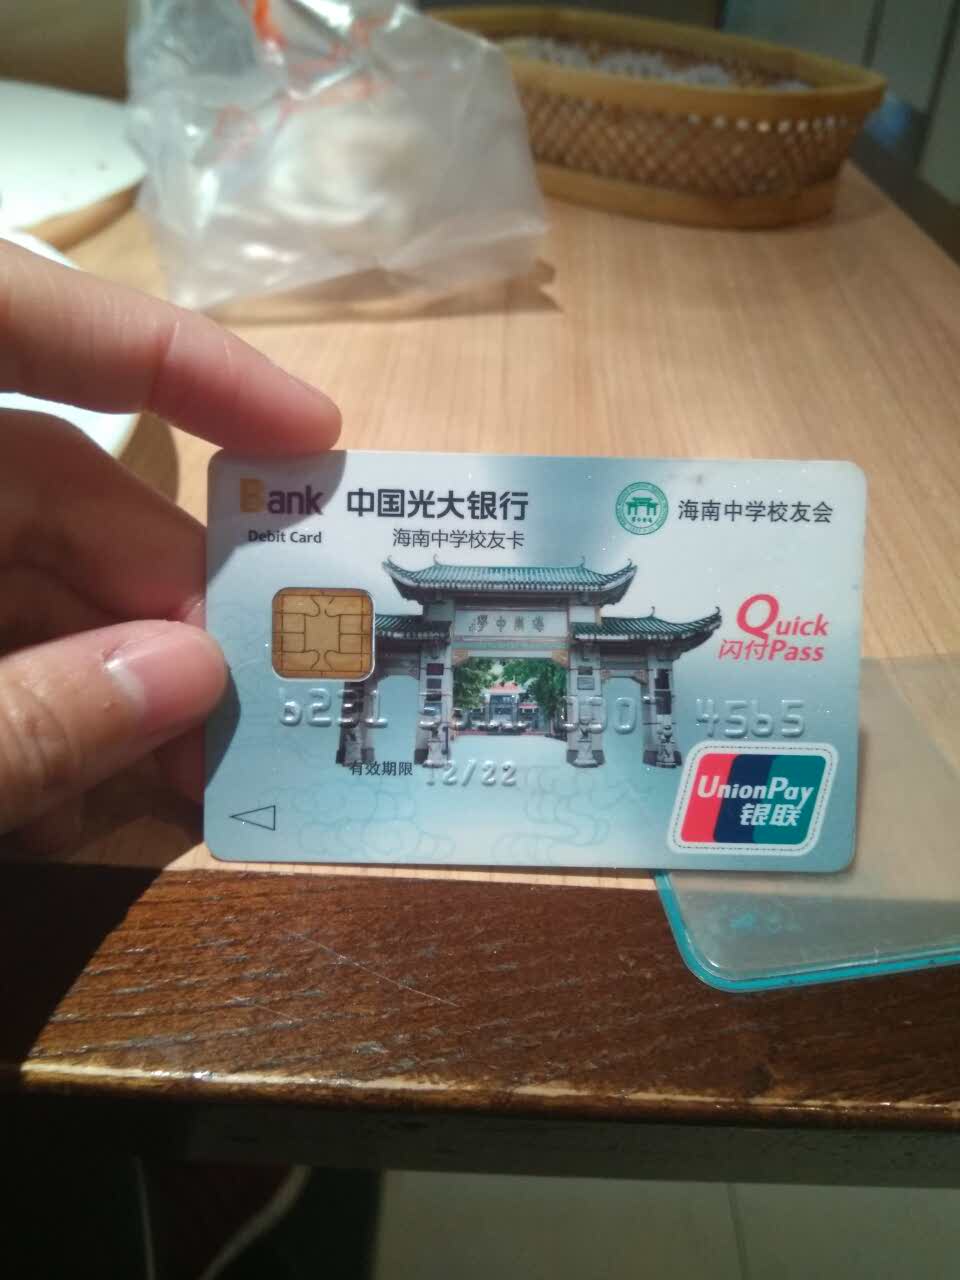 Bank 中国光大银行
Debit Card 海南中学校友卡
海南中学校友会
Quick
闪付Pass
4565
有效期限 12/22
UnionPay
银联